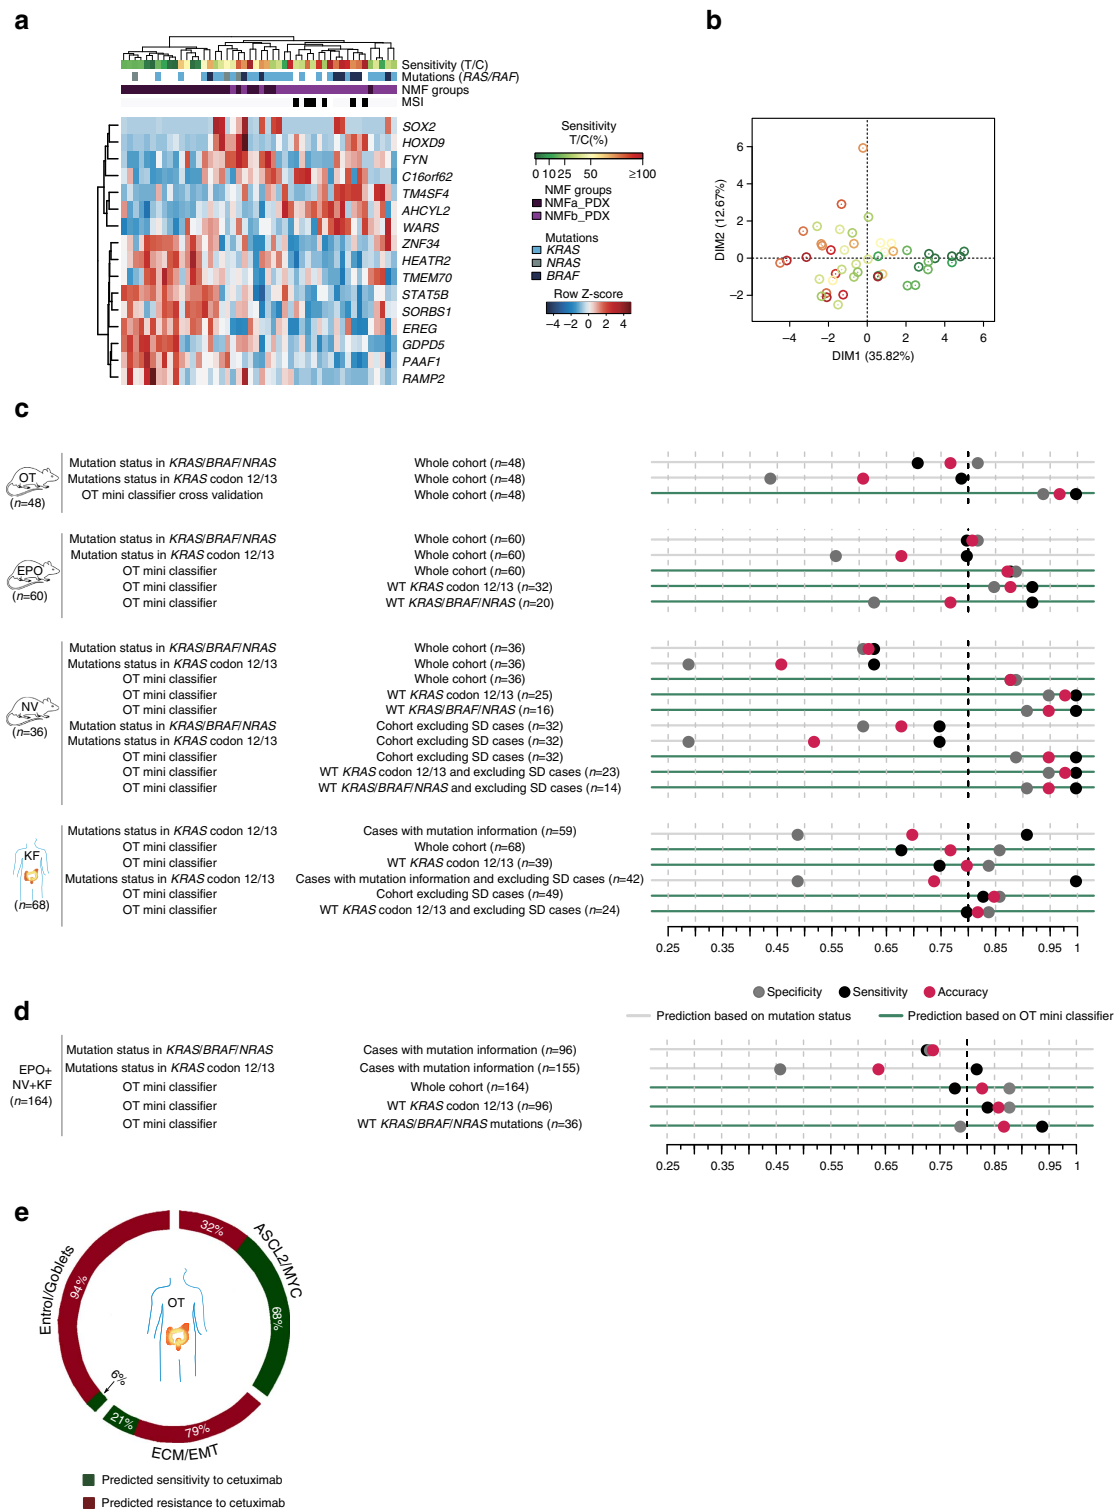 a
Sensitivity (T/C)
Mutations (RAS/RAF)
NMF groups
MSI
SOX2
HOXD9
FYN
C16orf62
TM4SF4
AHCYL2
WARS
ZNF34
HEATR2
TMEM70
STAT5B
SORBS1
EREG
GDPD5
PAAF1
RAMP2
Sensitivity
T/C(%)
0 1025 50 ≥100
NMF groups
NMFa_PDX
NMFb_PDX
Mutations
KRAS
NRAS
BRAF
Row Z-score
−4 −2 0 2 4
b
DIM2 (12.67%)
6
4
2
0
−2
−4 −2 0 2 4 6
DIM1 (35.82%)
c
OT
(n=48)
Mutation status in KRAS/BRAF/NRAS Whole cohort (n=48)
Mutations status in KRAS codon 12/13 Whole cohort (n=48)
OT mini classifier cross validation Whole cohort (n=48)
EPO
(n=60)
Mutation status in KRAS/BRAF/NRAS Whole cohort (n=60)
Mutation status in KRAS codon 12/13 Whole cohort (n=60)
OT mini classifier Whole cohort (n=60)
OT mini classifier WT KRAS codon 12/13 (n=32)
OT mini classifier WT KRAS/BRAF/NRAS (n=20)
NV
(n=36)
Mutation status in KRAS/BRAF/NRAS Whole cohort (n=36)
Mutations status in KRAS codon 12/13 Whole cohort (n=36)
OT mini classifier Whole cohort (n=36)
OT mini classifier WT KRAS codon 12/13 (n=25)
OT mini classifier WT KRAS/BRAF/NRAS (n=16)
Mutation status in KRAS/BRAF/NRAS Cohort excluding SD cases (n=32)
Mutations status in KRAS codon 12/13 Cohort excluding SD cases (n=32)
OT mini classifier Cohort excluding SD cases (n=32)
OT mini classifier WT KRAS codon 12/13 and excluding SD cases (n=23)
OT mini classifier WT KRAS/BRAF/NRAS and excluding SD cases (n=14)
KF
(n=68)
Mutations status in KRAS codon 12/13 Cases with mutation information (n=59)
OT mini classifier Whole cohort (n=68)
OT mini classifier WT KRAS codon 12/13 (n=39)
Mutations status in KRAS codon 12/13 Cases with mutation information and excluding SD cases (n=42)
OT mini classifier Cohort excluding SD cases (n=49)
OT mini classifier WT KRAS codon 12/13 and excluding SD cases (n=24)
0.25 0.35 0.45 0.55 0.65 0.75 0.85 0.95 1
Specificity Sensitivity Accuracy
Prediction based on mutation status Prediction based on OT mini classifier
d
EPO+
NV+KF
(n=164)
Mutation status in KRAS/BRAF/NRAS Cases with mutation information (n=96)
Mutations status in KRAS codon 12/13 Cases with mutation information (n=155)
OT mini classifier Whole cohort (n=164)
OT mini classifier WT KRAS codon 12/13 (n=96)
OT mini classifier WT KRAS/BRAF/NRAS mutations (n=36)
0.25 0.35 0.45 0.55 0.65 0.75 0.85 0.95 1
e
Entrol/Goblets
94%
6%
ASCL2/MYC
32%
68%
OT
21%
79%
ECM/EMT
Predicted sensitivity to cetuximab
Predicted resistance to cetuximab